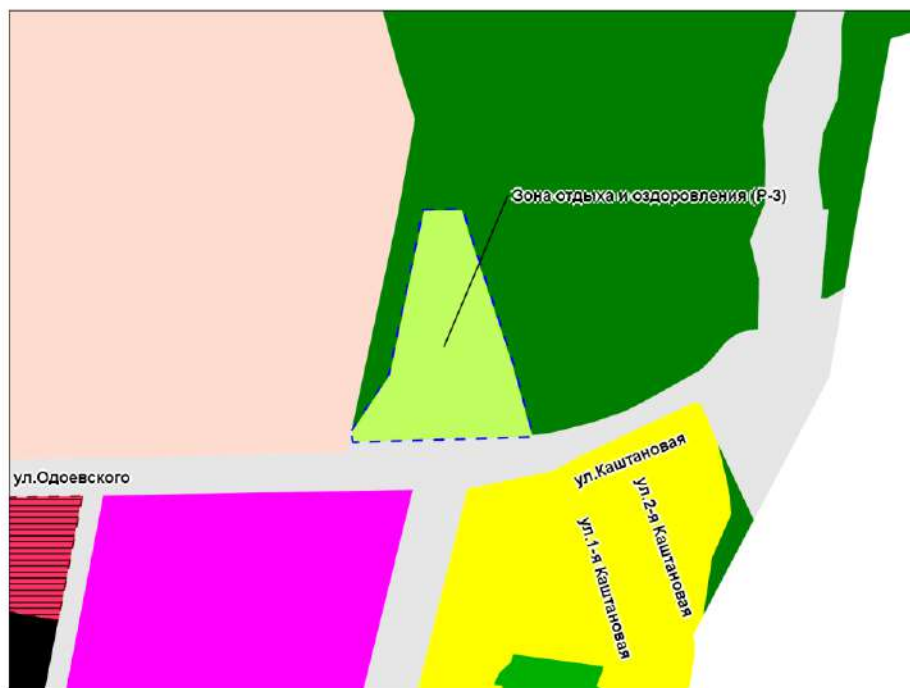 Зона отдыха и оздоровления (Р-3)
ул.Одоевского
ул.Каштановая
ул.2-я Каштановая
ул.1-я Каштановая